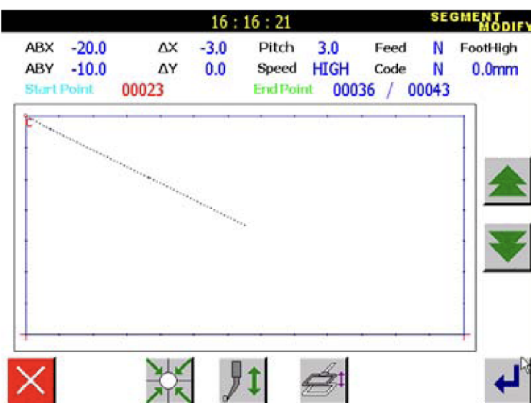 16 : 16 : 21 SEGMENT MODIFY
ABX -20.0 ΔX -3.0 Pitch 3.0 Feed N FootHigh
ABY -10.0 ΔY 0.0 Speed HIGH Code N 0.0mm
Start Point 00023 End Point 00036 / 00043
C